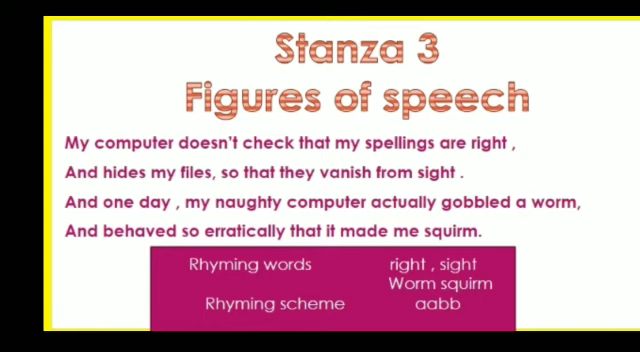 Stanza 3
Figures of speech
My computer doesn't check that my spellings are right ,
And hides my files, so that they vanish from sight .
And one day , my naughty computer actually gobbled a worm,
And behaved so erratically that it made me squirm.
Rhyming words right , sight
Worm squirm
Rhyming scheme aabb